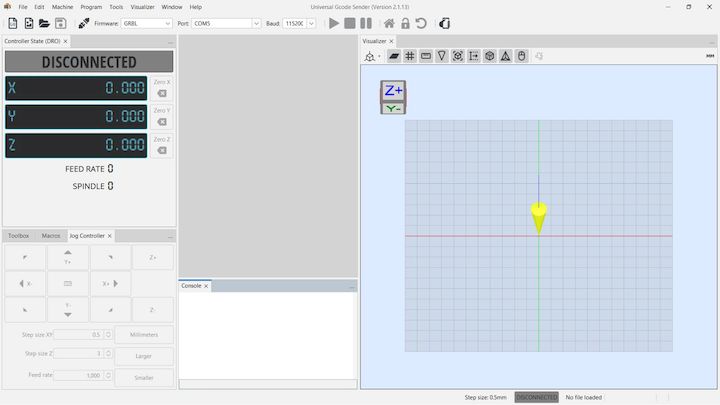 Universal Gcode Sender (Version 2.1.13)
File Edit Machine Program Tools Visualizer Window Help
Firmware: GRBL Port: COM5 Baud: 11520
Controller State (DRO)
DISCONNECTED
X 0.000 Zero X
Y 0.000 Zero Y
Z 0.000 Zero Z
FEED RATE 0
SPINDLE 0
Toolbox Macros Jog Controller
Y+ Z+
X- X+
Y- Z-
Step size XY 0.5 Millimeters
Step size Z 1 Larger
Feed rate 1,000 Smaller
Console
Visualizer
MM
Z+
Y-
Step size: 0.5mm DISCONNECTED No file loaded